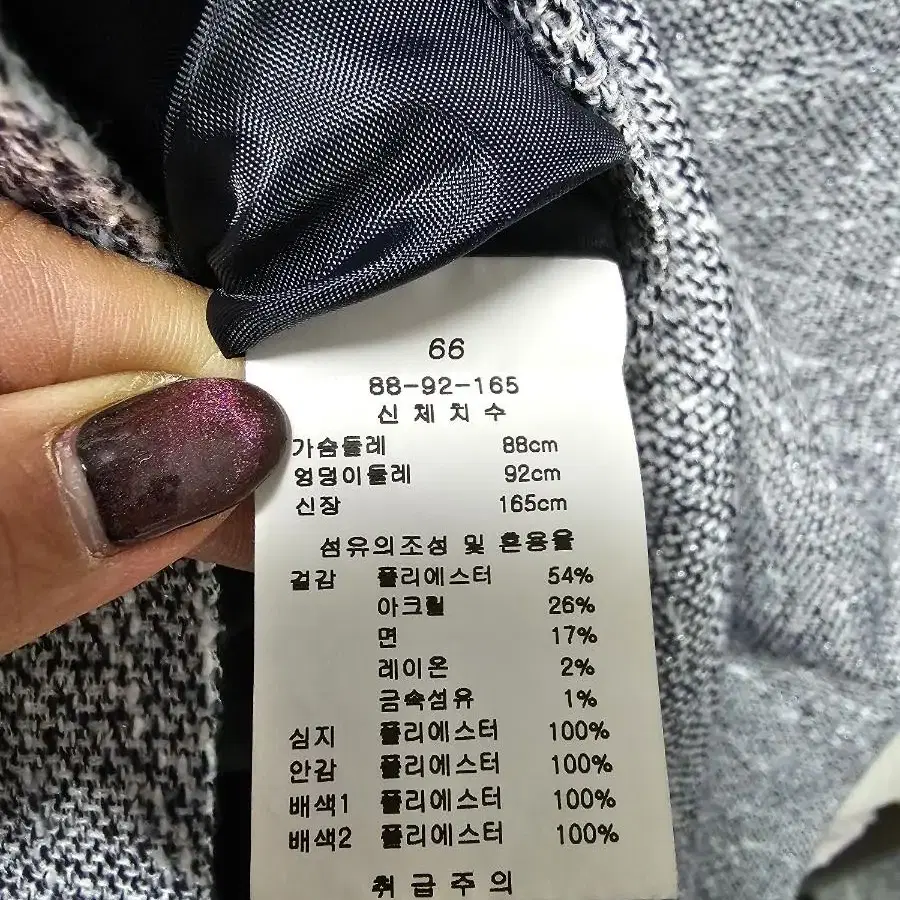 66
88-92-165
신체치수
가슴둘레 88cm
엉덩이둘레 92cm
신장 165cm
섬유의조성 및 혼용율
겉감 폴리에스터 54%
아크릴 26%
면 17%
레이온 2%
금속섬유 1%
심지 폴리에스터 100%
안감 폴리에스터 100%
배색1 폴리에스터 100%
배색2 폴리에스터 100%
취급주의